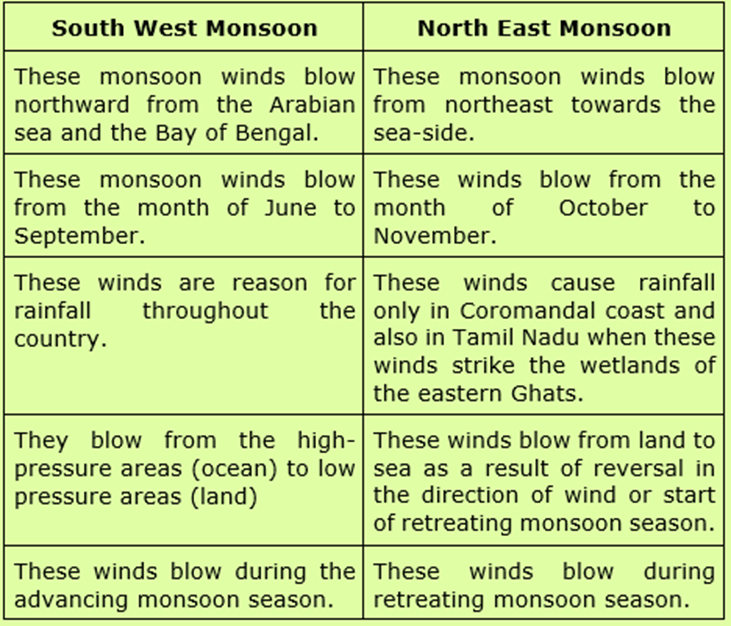 South West Monsoon
North East Monsoon
These monsoon winds blow
northward from the Arabian
sea and the Bay of Bengal.
These monsoon winds blow
from northeast towards the
sea-side.
These monsoon winds blow
from the month of June to
September.
These winds blow from the
month of October to
November.
These winds are reason for
rainfall throughout the
country.
These winds cause rainfall
only in Coromandal coast and
also in Tamil Nadu when these
winds strike the wetlands of
the eastern Ghats.
They blow from the high-
pressure areas (ocean) to low
pressure areas (land)
These winds blow from land to
sea as a result of reversal in
the direction of wind or start
of retreating monsoon season.
These winds blow during the
advancing monsoon season.
These winds blow during
retreating monsoon season.